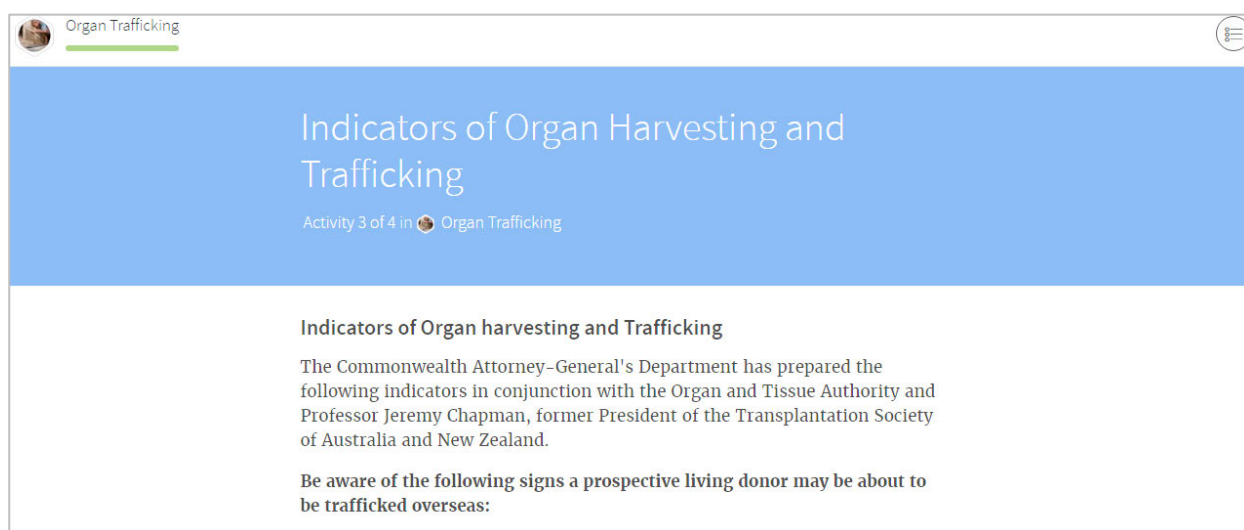 Organ Trafficking
Indicators of Organ Harvesting and
Trafficking
Activity 3 of 4 in Organ Trafficking
Indicators of Organ harvesting and Trafficking
The Commonwealth Attorney-General's Department has prepared the
following indicators in conjunction with the Organ and Tissue Authority and
Professor Jeremy Chapman, former President of the Transplantation Society
of Australia and New Zealand.
Be aware of the following signs a prospective living donor may be about to
be trafficked overseas: